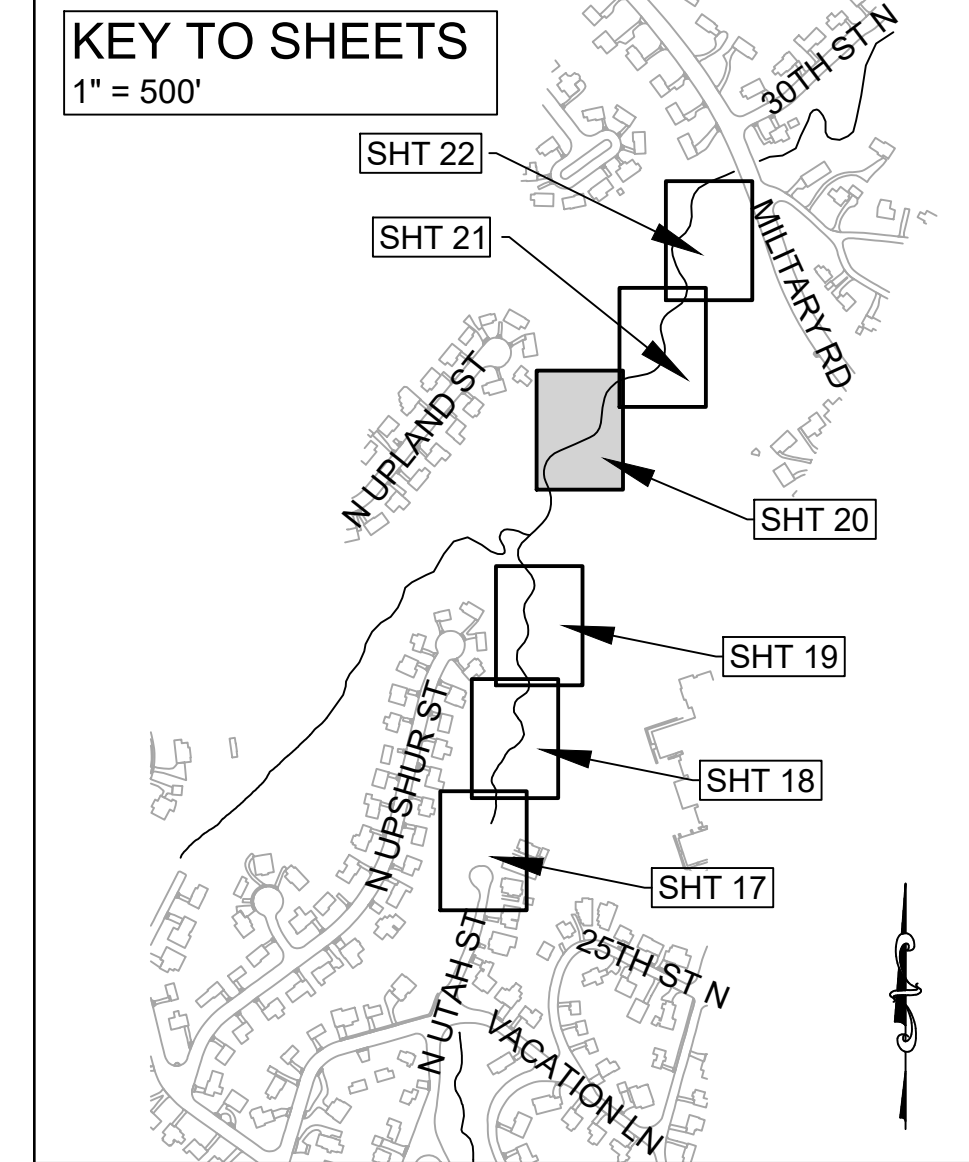 KEY TO SHEETS
1" = 500'
30TH ST N
SHT 22
SHT 21
MILITARY RD
N UPLAND ST
SHT 20
SHT 19
N UPSHUR ST
SHT 18
SHT 17
25TH ST N
N UTAH ST
VACATION LN